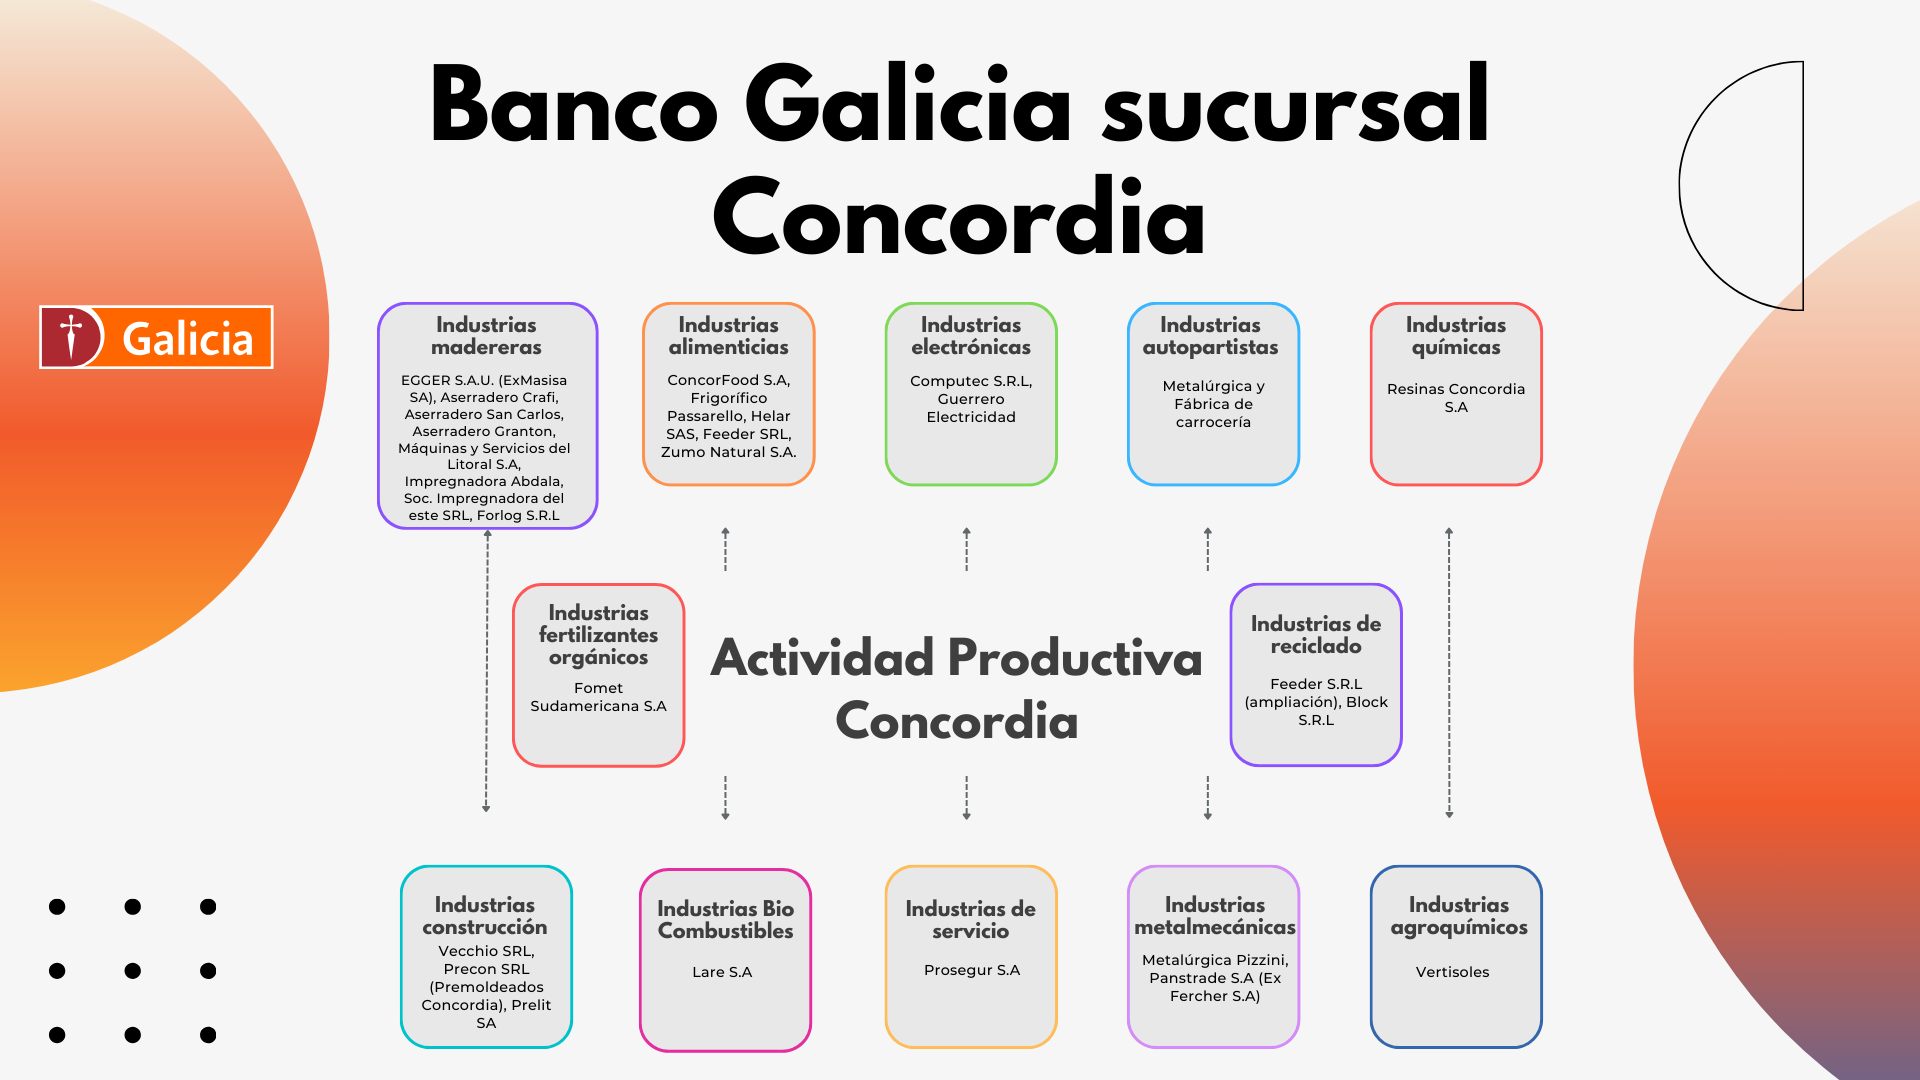 Banco Galicia sucursal
Concordia
Galicia
Industrias
madereras
EGGER S.A.U. (ExMasisa
SA), Aserradero Crafi,
Aserradero San Carlos,
Aserradero Granton,
Máquinas y Servicios del
Litoral S.A,
Impregnadora Abdala,
Soc. Impregnadora del
este SRL, Forlog S.R.L
Industrias
alimenticias
ConcorFood S.A,
Frigorífico
Passarello, Helar
SAS, Feeder SRL,
Zumo Natural S.A.
Industrias
electrónicas
Computec S.R.L,
Guerrero
Electricidad
Industrias
autopartistas
Metalúrgica y
Fábrica de
carrocería
Industrias
químicas
Resinas Concordia
S.A
Industrias
fertilizantes
orgánicos
Fomet
Sudamericana S.A
Actividad Productiva
Concordia
Industrias de
reciclado
Feeder S.R.L
(ampliación), Block
S.R.L
Industrias
construcción
Vecchio SRL,
Precon SRL
(Premoldeados
Concordia), Prelit
SA
Industrias Bio
Combustibles
Lare S.A
Industrias de
servicio
Prosegur S.A
Industrias
metalmecánicas
Metalúrgica Pizzini,
Panstrade S.A (Ex
Fercher S.A)
Industrias
agroquímicos
Vertisoles